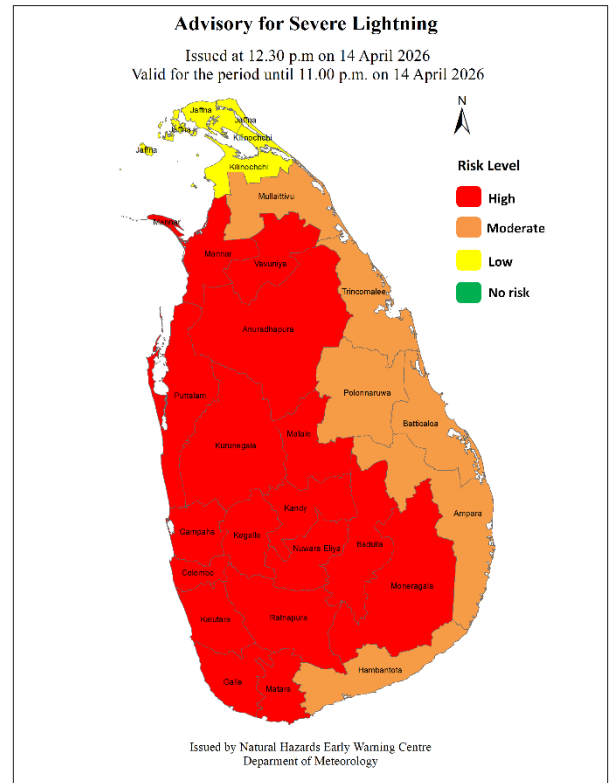 Advisory for Severe Lightning
Issued at 12.30 p.m on 14 April 2026
Valid for the period until 11.00 p.m. on 14 April 2026
N
Jaffna
Jaffna
Jaffna
Jaffna
Kilinochchi
Kilinochchi
Mullaittivu
Mannar
Mannar
Vavuniya
Trincomalee
Anuradhapura
Puttalam
Polonnaruwa
Batticaloa
Matale
Kurunegala
Kandy
Ampara
Gampaha
Kegalle
Nuwara Eliya
Badulla
Colombo
Moneragala
Kalutara
Ratnapura
Hambantota
Galle
Matara
Risk Level
High
Moderate
Low
No risk
Issued by Natural Hazards Early Warning Centre
Deparment of Meteorology